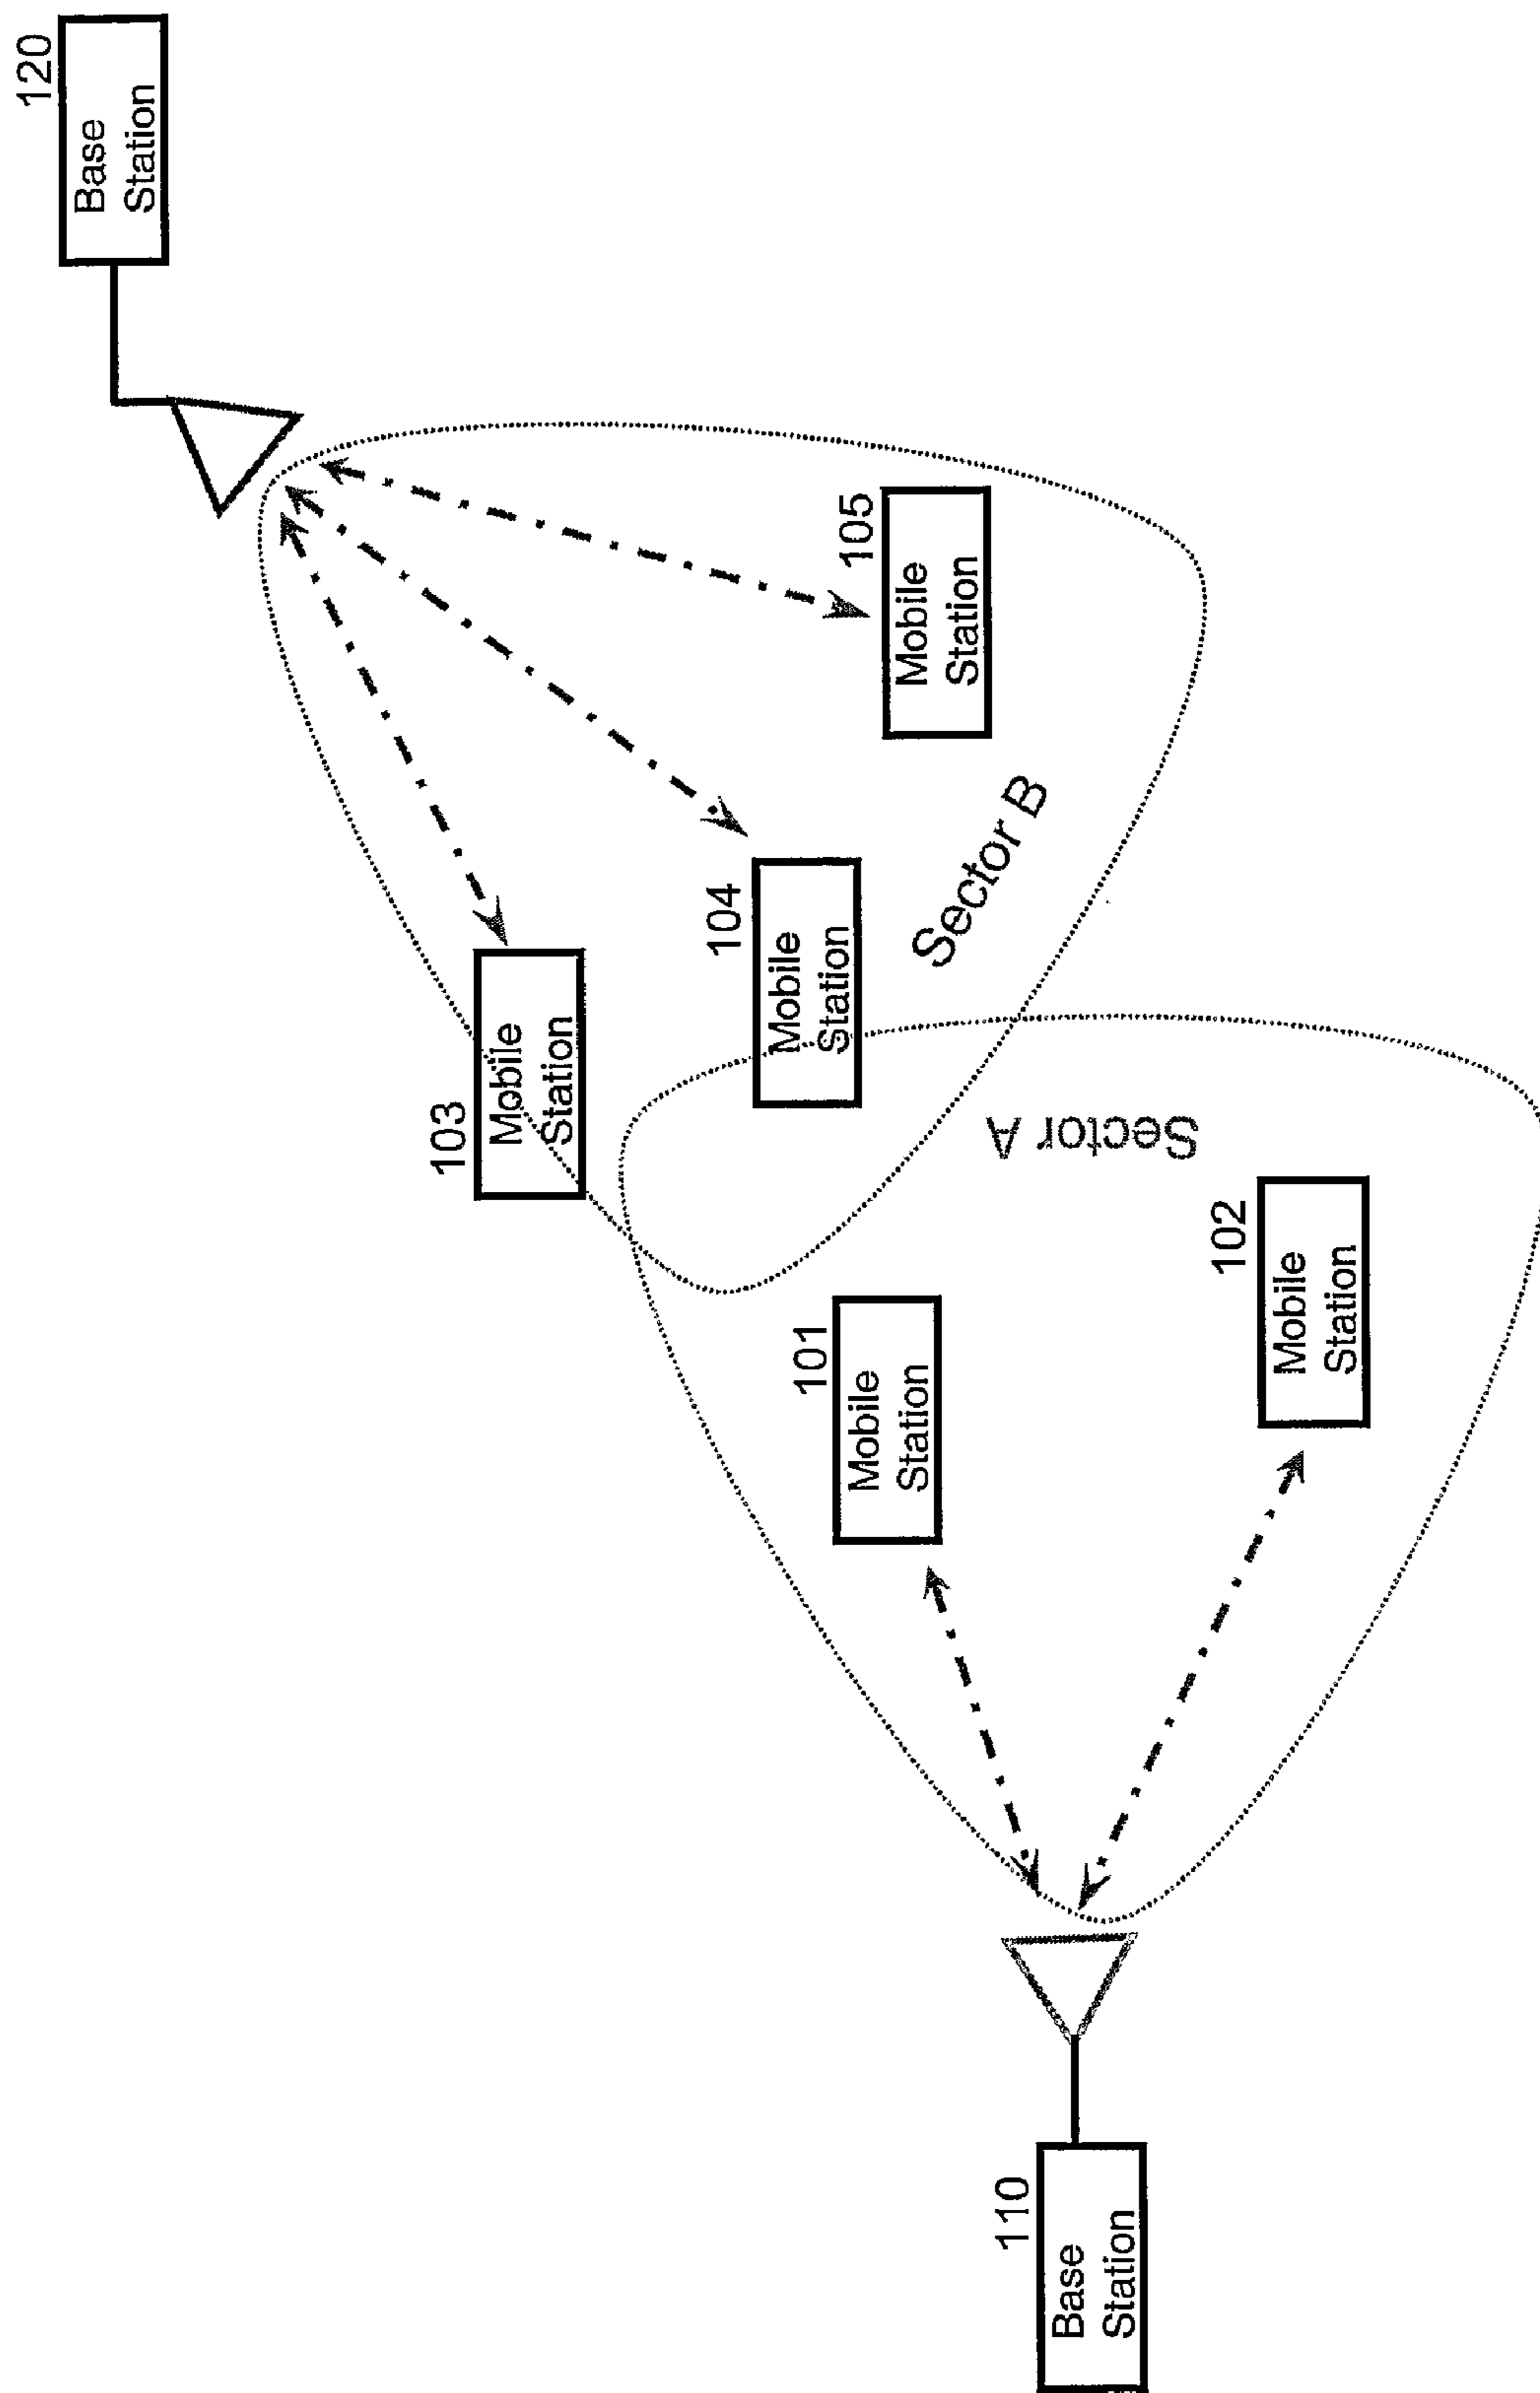 120
Base
Station
105
Mobile
Station
104
Mobile
Station
Sector B
103
Mobile
Station
Sector A
102
Mobile
Station
101
Mobile
Station
110
Base
Station